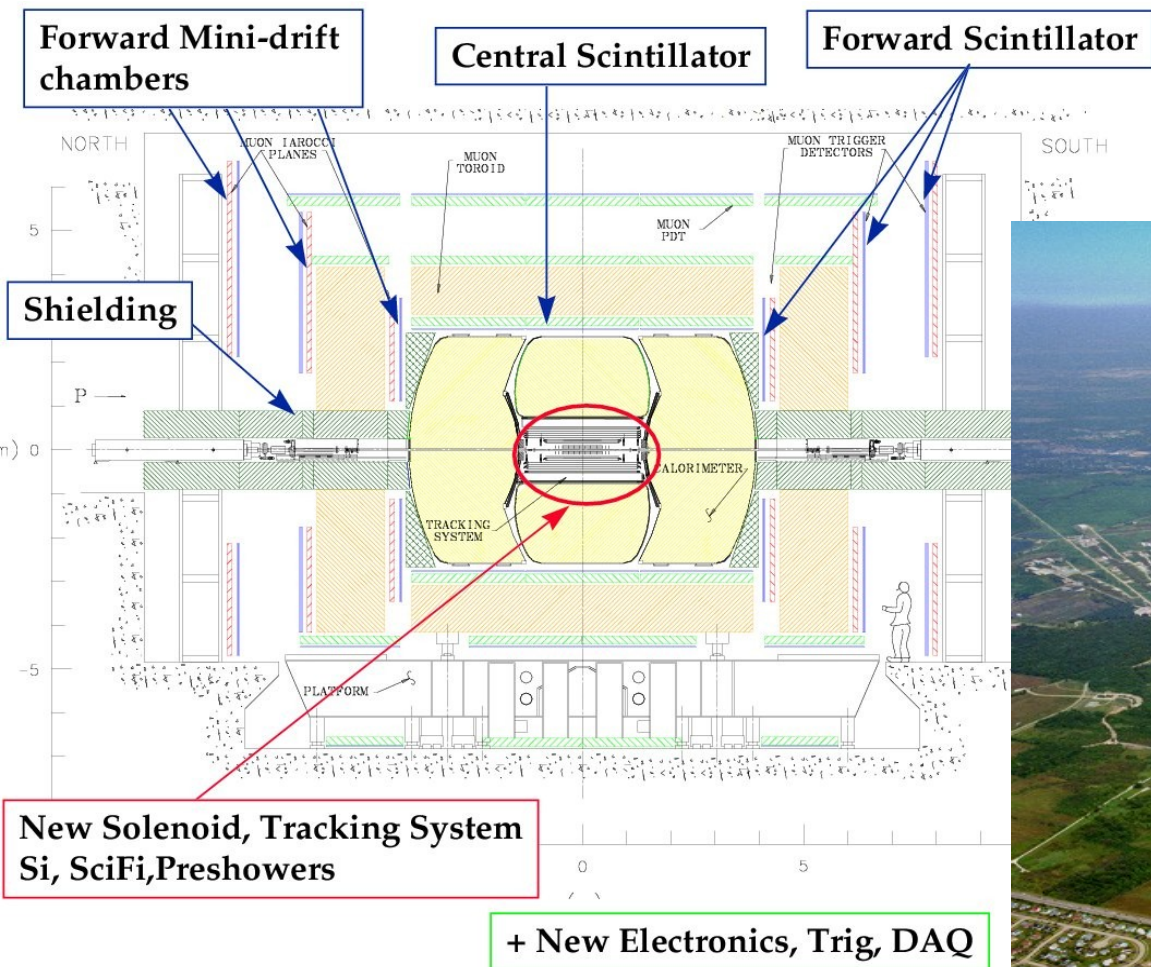 Forward Mini-drift
chambers
Central Scintillator
Forward Scintillator
NORTH
MUON IAROCCI
PLANES
MUON
TOROID
MUON TRIGGER
DETECTORS
SOUTH
5
MUON
PDT
Shielding
P
m) 0
CALORIMETER
TRACKING
SYSTEM
-5
PLATFORM
New Solenoid, Tracking System
Si, SciFi,Preshowers
0
5
+ New Electronics, Trig, DAQ